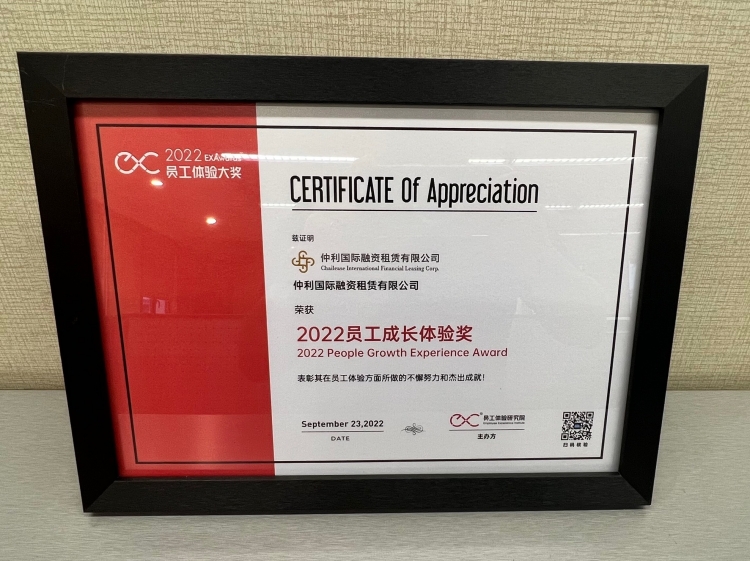 exc 2022 EXAwards
员工体验大奖
CERTIFICATE Of Appreciation
兹证明
仲利国际融资租赁有限公司
Chailease International Financial Leasing Corp.
仲利国际融资租赁有限公司
荣获
2022员工成长体验奖
2022 People Growth Experience Award
表彰其在员工体验方面所做的不懈努力和杰出成就！
September 23,2022
DATE
exc 员工体验研究院
主办方